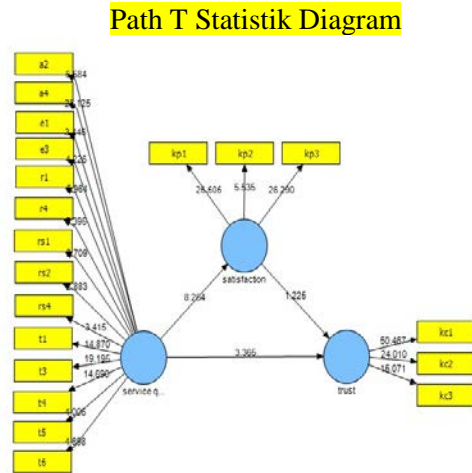 Path T Statistik Diagram
a2
a4
e1
e3
r1
r4
rs1
rs2
rs4
t1
t3
t4
t5
t6
3.415
14.870
19.195
14.090
kp1
kp2
kp3
26.606
5.535
26.290
satisfaction
8.264
1.226
3.365
service q...
trust
50.467
24.010
15.071
kc1
kc2
kc3